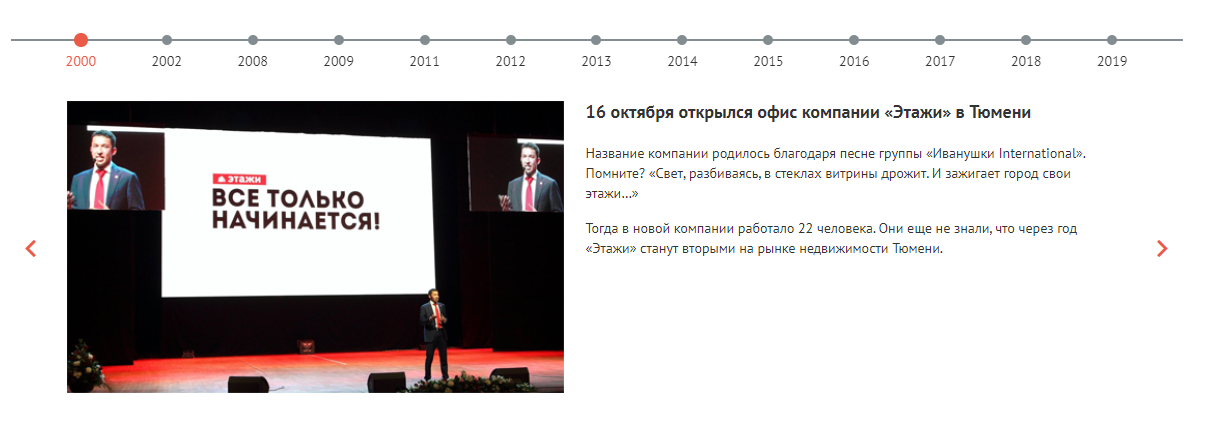 2000 2002 2008 2009 2011 2012 2013 2014 2015 2016 2017 2018 2019
этажи
ВСЕ ТОЛЬКО
НАЧИНАЕТСЯ!
16 октября открылся офис компании «Этажи» в Тюмени
Название компании родилось благодаря песне группы «Иванушки International».
Помните? «Свет, разбиваясь, в стеклах витрины дрожит. И зажигает город свои
этажи...»
Тогда в новой компании работало 22 человека. Они еще не знали, что через год
«Этажи» станут вторыми на рынке недвижимости Тюмени.